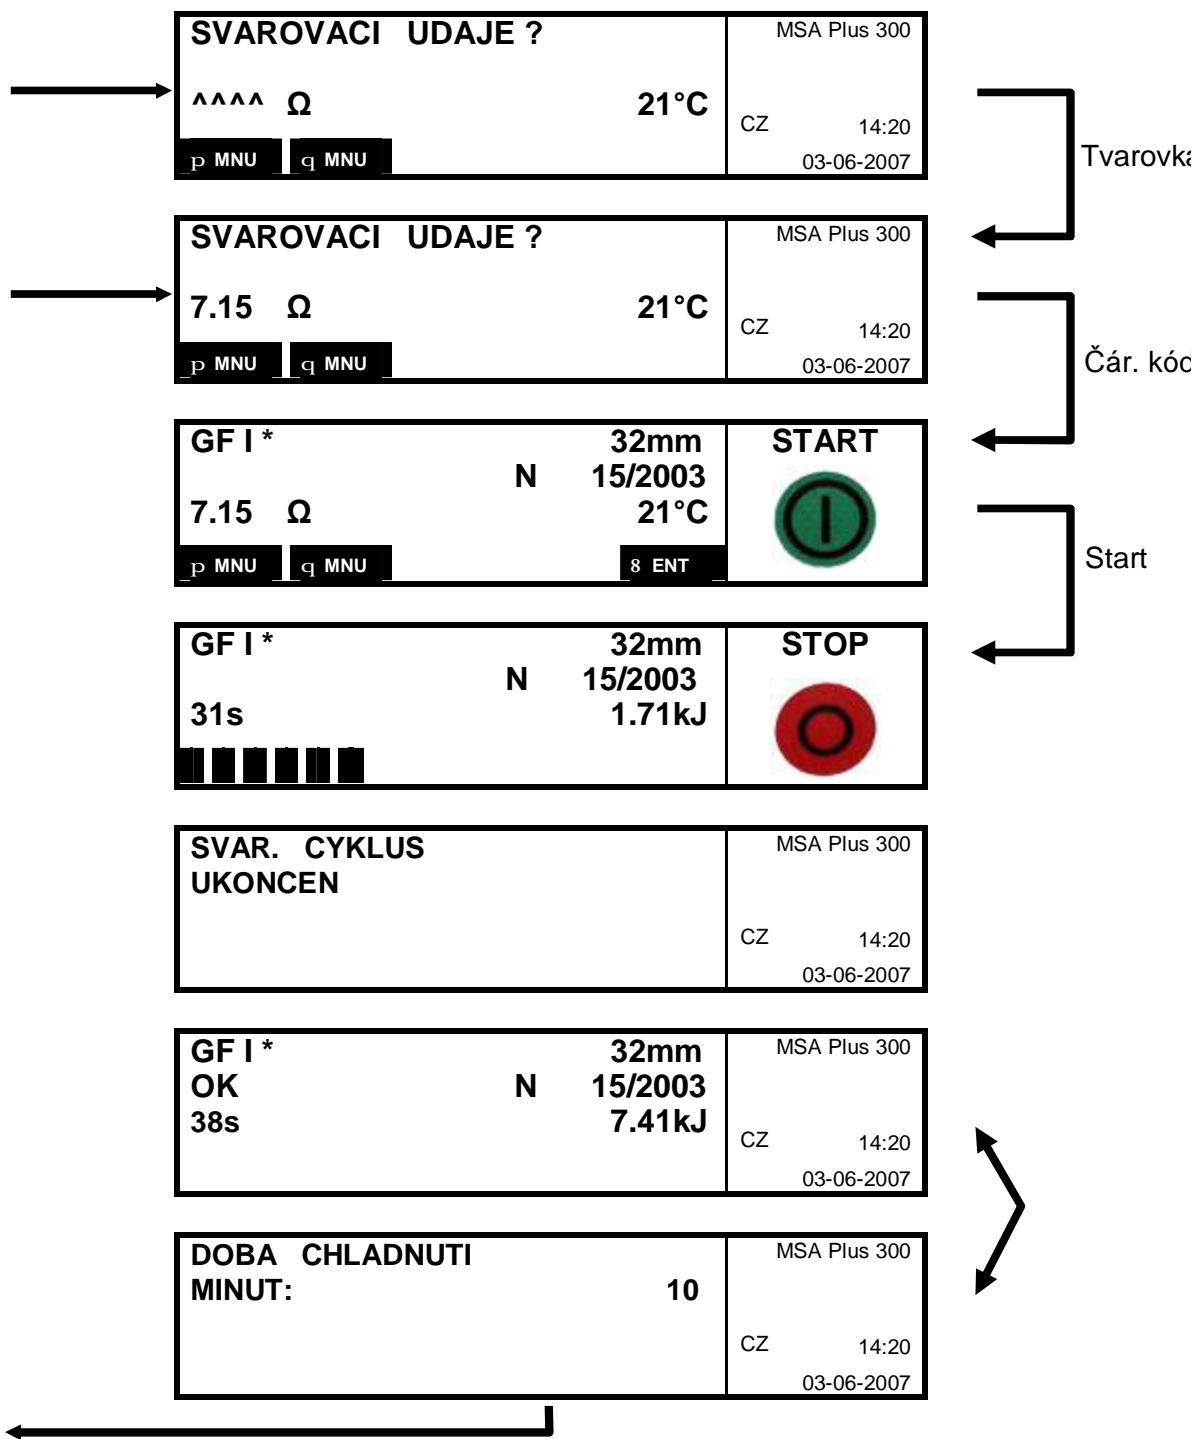 SVAROVACI UDAJE ? MSA Plus 300
^^^^ Ω 21°C
CZ 14:20
p MNU q MNU 03-06-2007
Tvarovka
SVAROVACI UDAJE ? MSA Plus 300
7.15 Ω 21°C
CZ 14:20
p MNU q MNU 03-06-2007
Čár. kód
GF I * 32mm START
N 15/2003
7.15 Ω 21°C
p MNU q MNU 8 ENT
Start
GF I * 32mm STOP
N 15/2003
31s 1.71kJ
SVAR. CYKLUS MSA Plus 300
UKONCEN
CZ 14:20
03-06-2007
GF I * 32mm MSA Plus 300
OK N 15/2003
38s 7.41kJ
CZ 14:20
03-06-2007
DOBA CHLADNUTI MSA Plus 300
MINUT: 10
CZ 14:20
03-06-2007